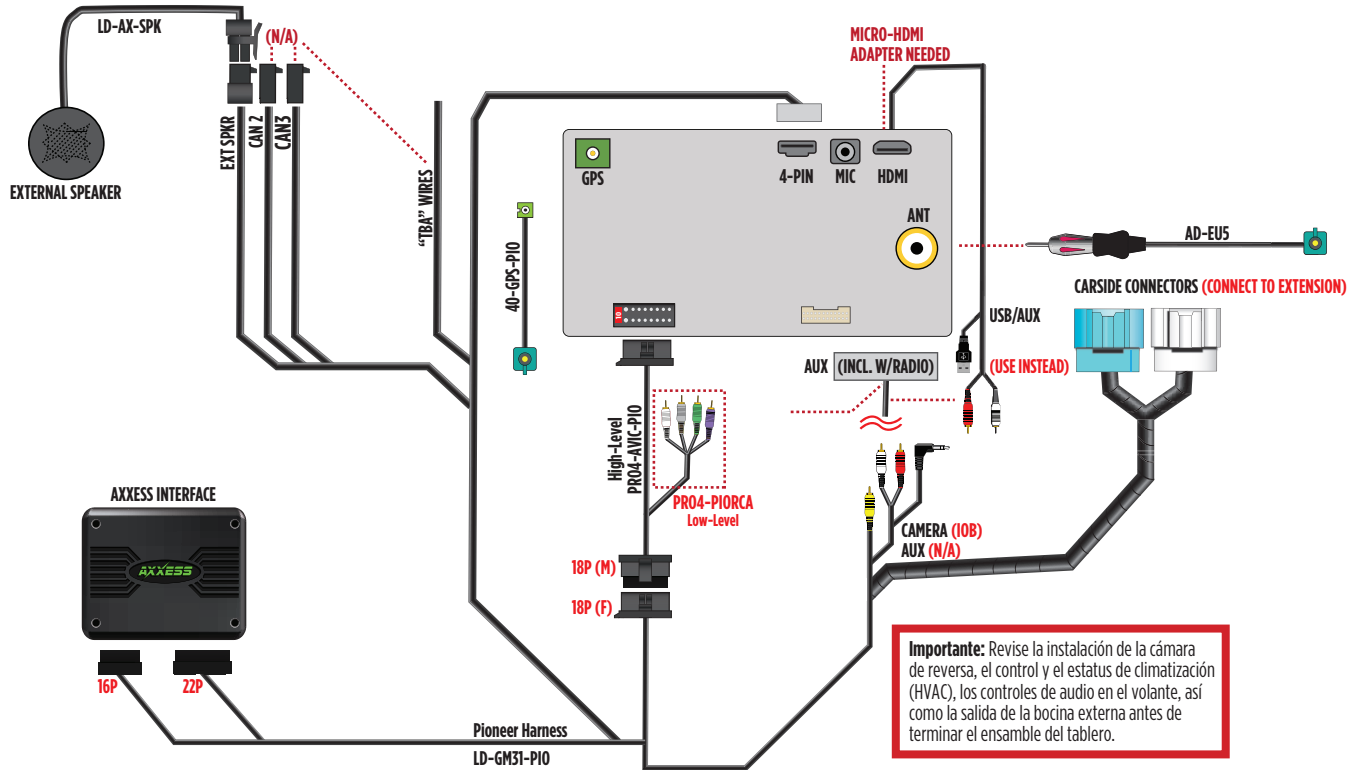 LD-AX-SPK
(N/A)
EXTERNAL SPEAKER
EXT SPKR
CAN 2
CAN3
"TBA" WIRES
MICRO-HDMI
ADAPTER NEEDED
GPS
4-PIN
MIC
HDMI
ANT
10
40-GPS-PIO
AD-EU5
CARSIDE CONNECTORS (CONNECT TO EXTENSION)
USB/AUX
AUX
(INCL. W/RADIO)
(USE INSTEAD)
High-Level
PR04-AVIC-PIO
PR04-PIORCA
Low-Level
CAMERA (IOB)
AUX (N/A)
18P (M)
18P (F)
AXXESS INTERFACE
AXXESS
16P
22P
Pioneer Harness
LD-GM31-PIO
Importante: Revise la instalación de la cámara
de reversa, el control y el estatus de climatización
(HVAC), los controles de audio en el volante, así
como la salida de la bocina externa antes de
terminar el ensamble del tablero.